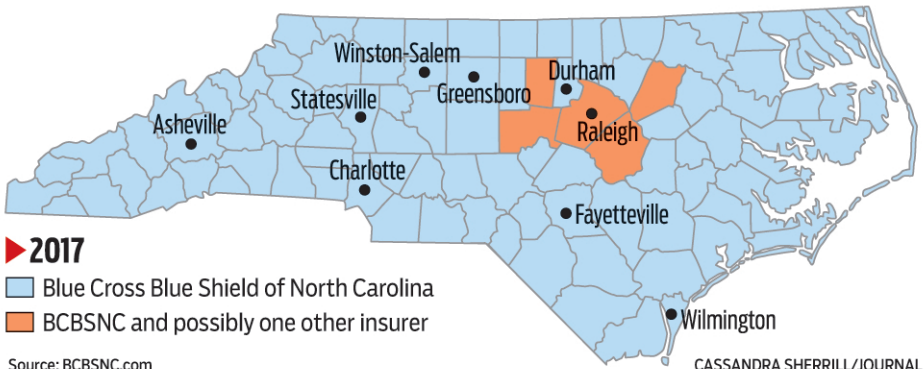 Winston-Salem
Durham
Greensboro
Statesville
Raleigh
Asheville
Charlotte
Fayetteville
2017
Blue Cross Blue Shield of North Carolina
BCBSNC and possibly one other insurer
Wilmington
Source: BCBSNC.com
CASSANDRA SHERRILL/JOURNAL